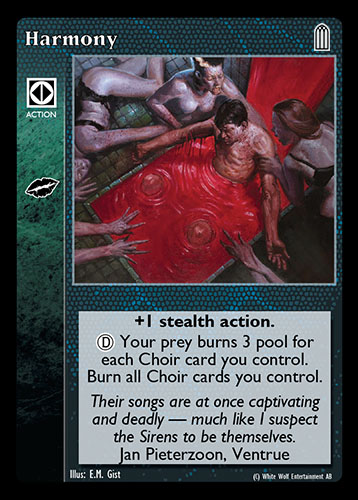 Harmony
ACTION
+1 stealth action.
Ⓓ Your prey burns 3 pool for
each Choir card you control.
Burn all Choir cards you control.
Their songs are at once captivating
and deadly — much like I suspect
the Sirens to be themselves.
Jan Pieterzoon, Ventrue
Illus: E.M. Gist
(C) White Wolf Entertainment AB